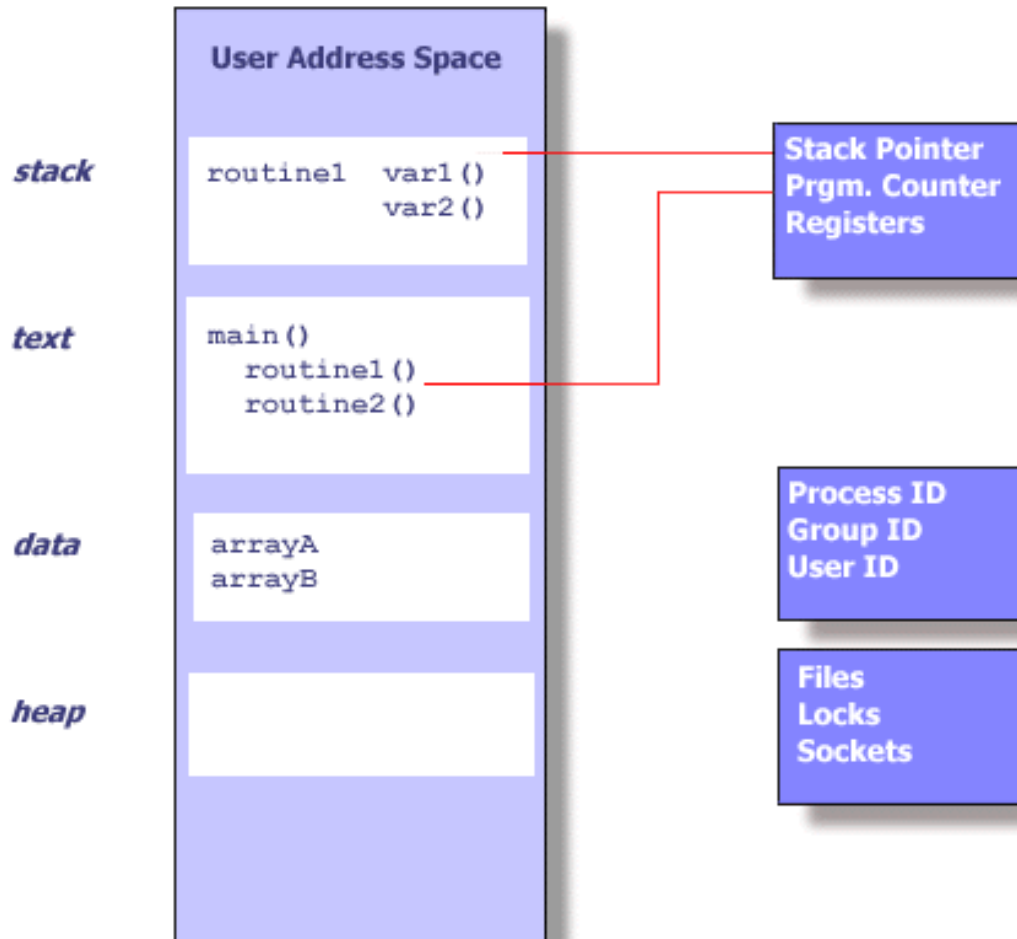 User Address Space
stack
routine1 var1()
var2()
text
main()
routine1()
routine2()
data
arrayA
arrayB
heap
Stack Pointer
Prgm. Counter
Registers
Process ID
Group ID
User ID
Files
Locks
Sockets